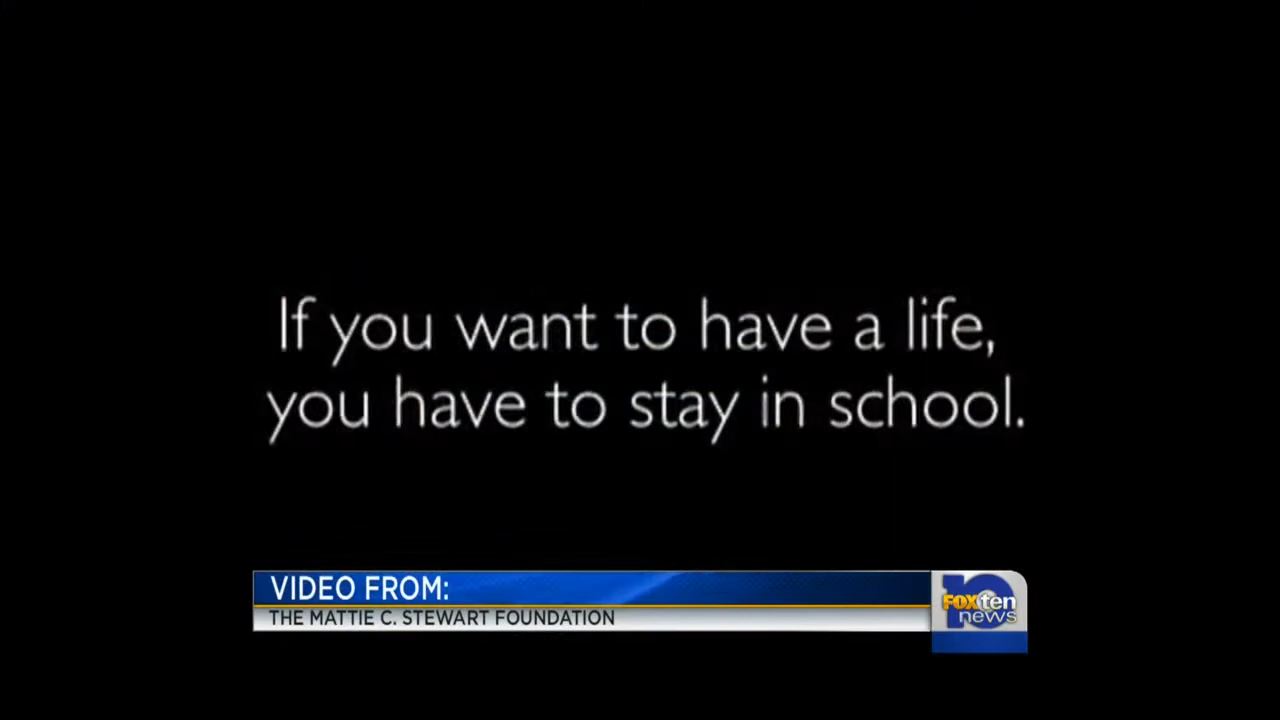 If you want to have a life,
you have to stay in school.
VIDEO FROM:
THE MATTIE C. STEWART FOUNDATION
10
FOX ten
news